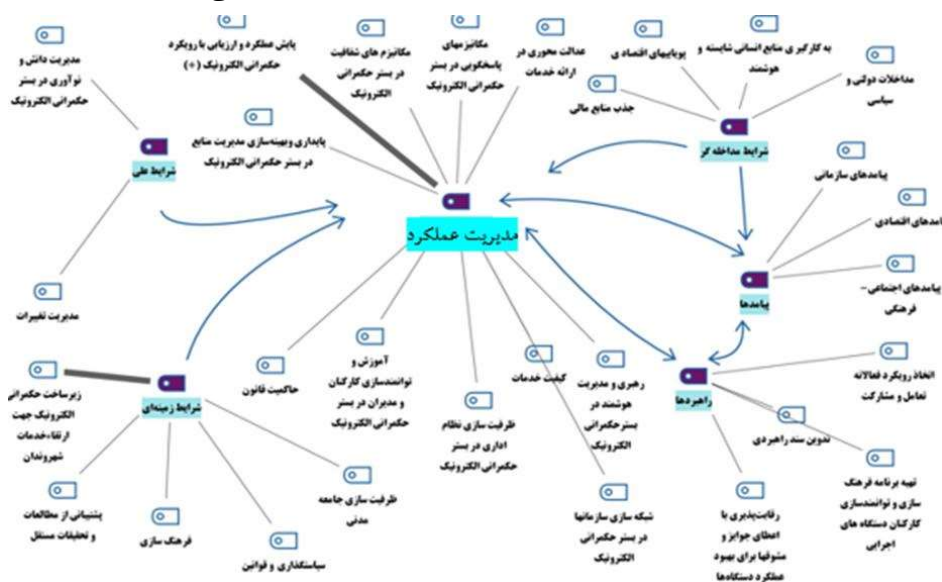 مدیریت دانش و
نوآوری در بستر
حکمرانی الکترونیک
پایش عملکرد و ارزیابی با رویکرد
حکمرانی الکترونیک (+)
مکانیزم های شفافیت
در بستر حکمرانی
الکترونیک
مکانیزمهای
پاسخگویی در بستر
حکمرانی الکترونیک
عدالت محوری در
ارائه خدمات
پویاییهای اقتصادی
به کارگیری منابع انسانی شایسته و
هوشمند
مداخلات دولتی و
سیاسی
جذب منابع مالی
شرایط مداخله گر
پایداری وبهینه‌سازی مدیریت منابع
در بستر حکمرانی الکترونیک
شرایط علی
پیامدهای سازمانی
مدیریت عملکرد
امدهای اقتصادی
پیامدهای اجتماعی-
فرهنگی
پیامدها
مدیریت تغییرات
زیرساخت حکمرانی
الکترونیک جهت
ارتقاءخدمات
شهروندان
شرایط زمینه‌ای
حاکمیت قانون
آموزش و
توانمندسازی کارکنان
و مدیران در بستر
حکمرانی الکترونیک
ظرفیت سازی نظام
اداری در بستر
حکمرانی الکترونیک
کیفیت خدمات
رهبری و مدیریت
هوشمند در
بسترحکمرانی
الکترونیک
راهبردها
اتخاذ رویکرد فعالانه
تعامل و مشارکت
تدوین سند راهبردی
تهیه برنامه فرهنگ
سازی و توانمندسازی
کارکنان دستگاه های
اجرایی
رقابت‌پذیری با
اعطای جوایز و
مشوقها برای بهبود
عملکرد دستگاه‌ها
شبکه سازی سازمانها
در بستر حکمرانی
الکترونیک
ظرفیت سازی جامعه
مدنی
سیاستگذاری و قوانین
فرهنگ سازی
پشتیبانی از مطالعات
و تحقیقات مستقل